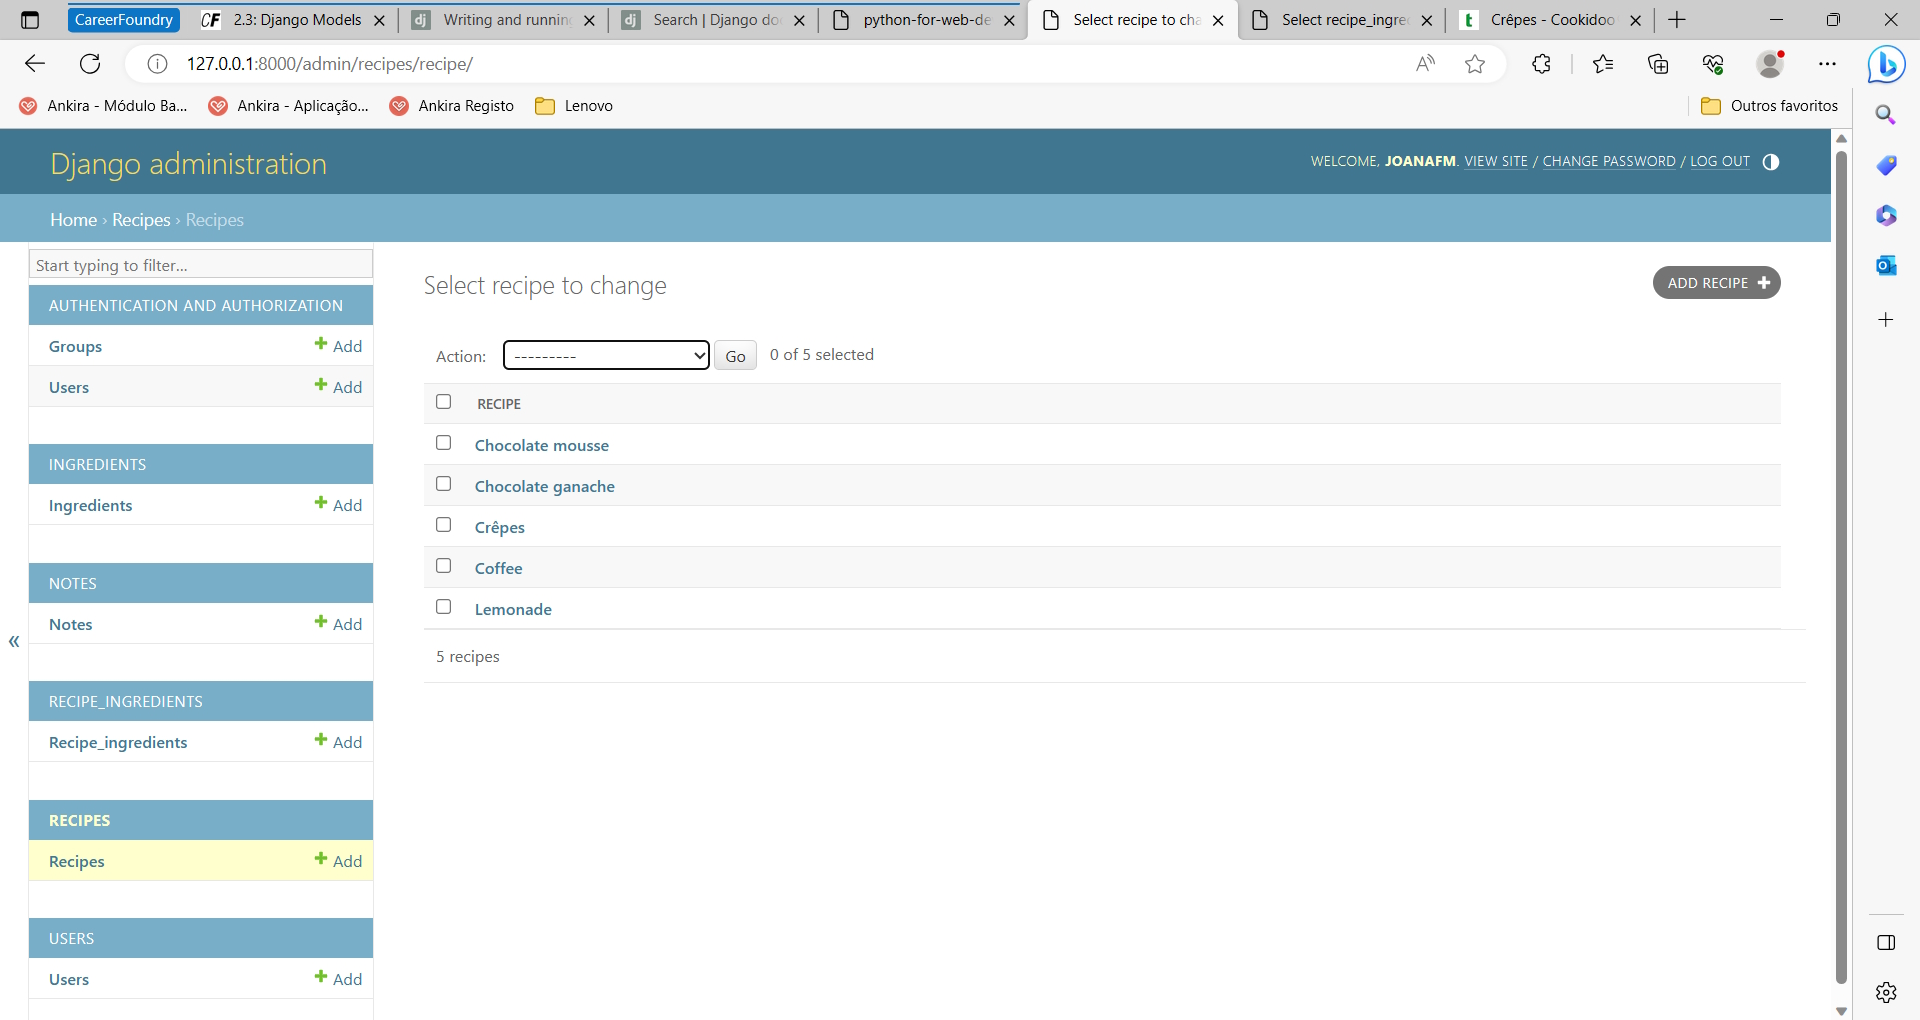 CareerFoundry
CF 2.3: Django Models
dj Writing and runnin
dj Search | Django do
python-for-web-de
Select recipe to cha
Select recipe_ingre
t Crêpes - Cookidoo
127.0.0.1:8000/admin/recipes/recipe/
Ankira - Módulo Ba... Ankira - Aplicação... Ankira Registo Lenovo Outros favoritos
Django administration
WELCOME, JOANAFM. VIEW SITE / CHANGE PASSWORD / LOG OUT
Home › Recipes › Recipes
Start typing to filter...
AUTHENTICATION AND AUTHORIZATION
Groups Add
Users Add
INGREDIENTS
Ingredients Add
NOTES
Notes Add
RECIPE_INGREDIENTS
Recipe_ingredients Add
RECIPES
Recipes Add
USERS
Users Add
«
Select recipe to change
ADD RECIPE +
Action: --------- Go 0 of 5 selected
RECIPE
Chocolate mousse
Chocolate ganache
Crêpes
Coffee
Lemonade
5 recipes